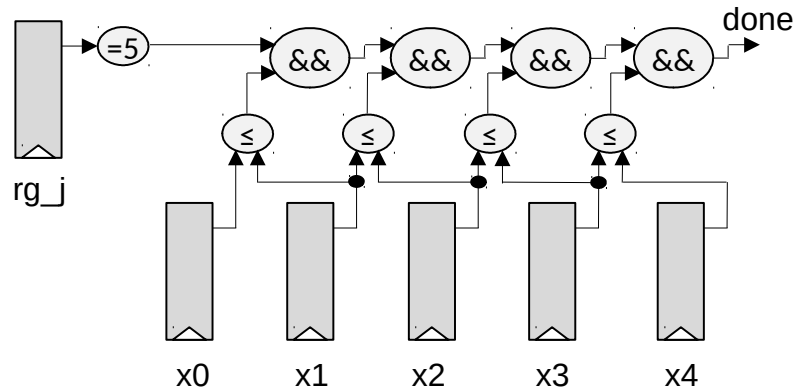 done
=5 && && && &&
≤ ≤ ≤ ≤
rg_j
x0 x1 x2 x3 x4